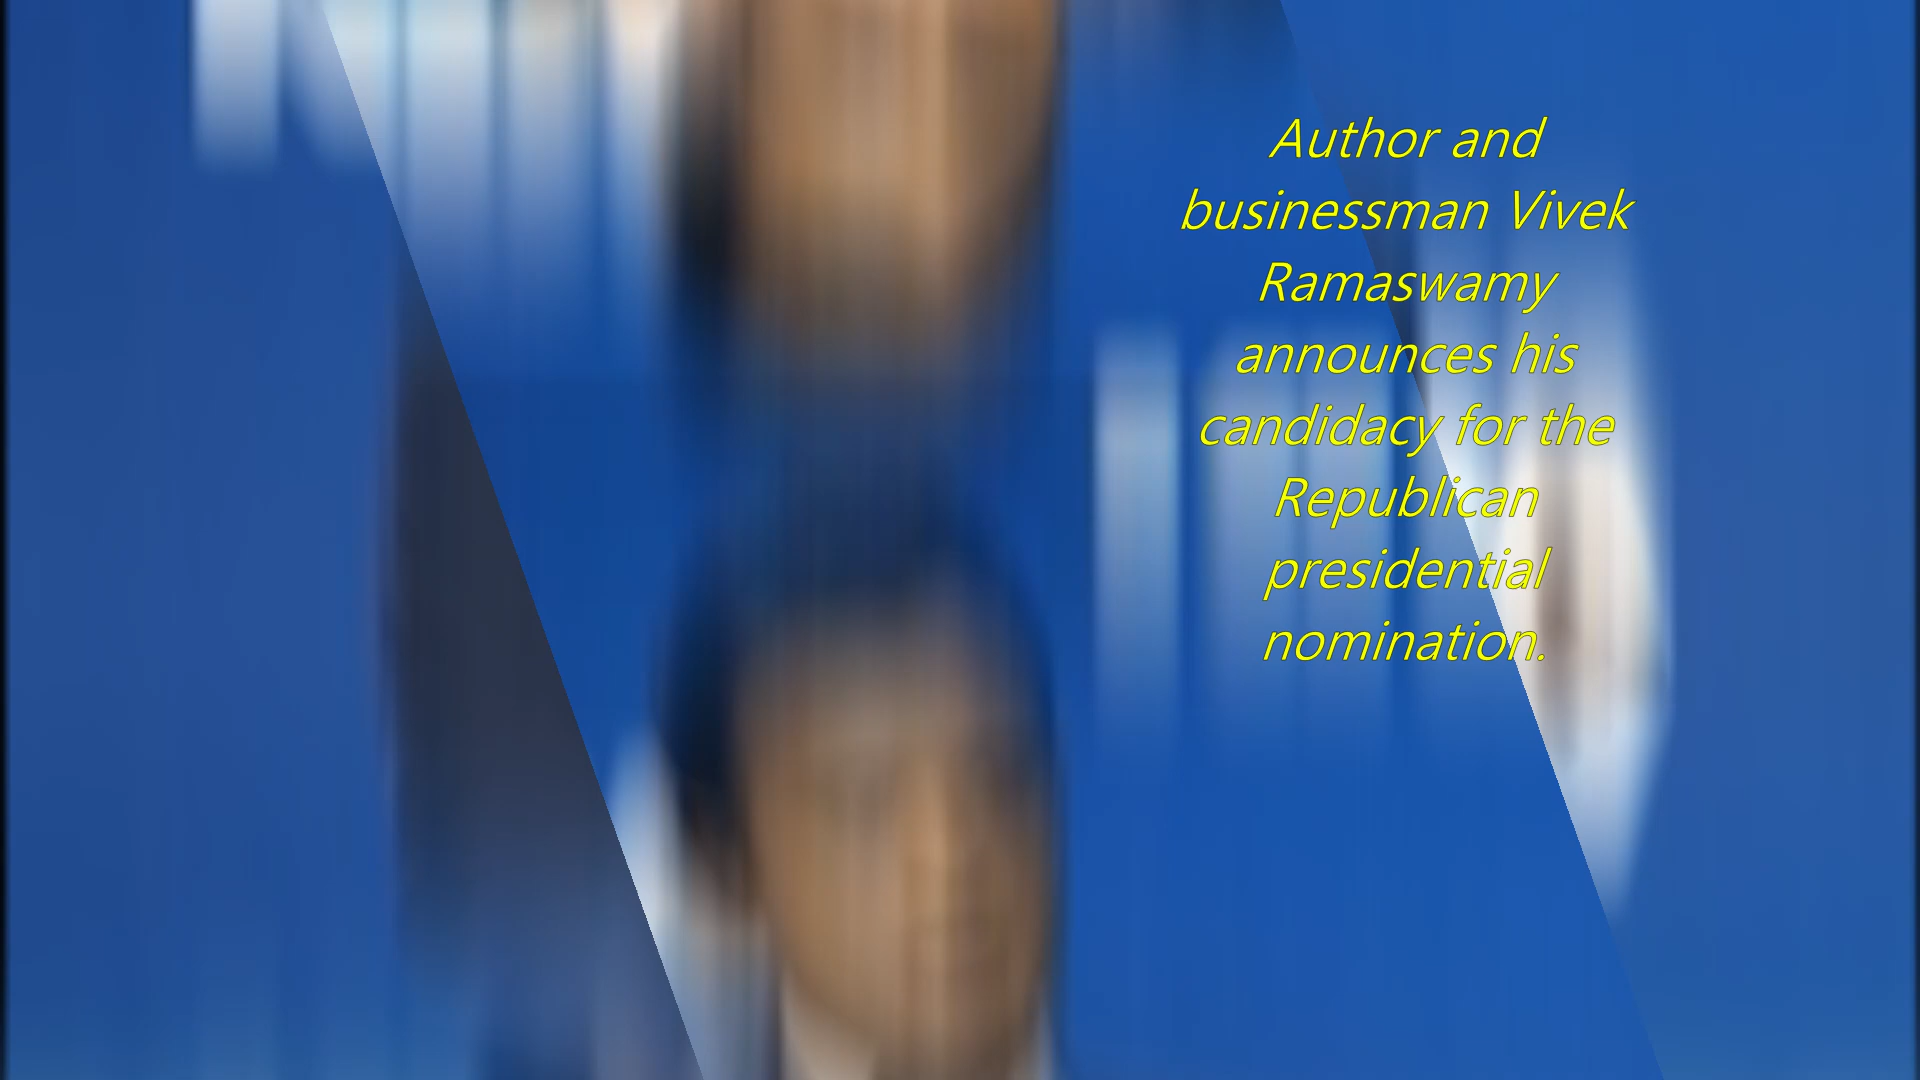 Author and
businessman Vivek
Ramaswamy
announces his
candidacy for the
Republican
presidential
nomination.